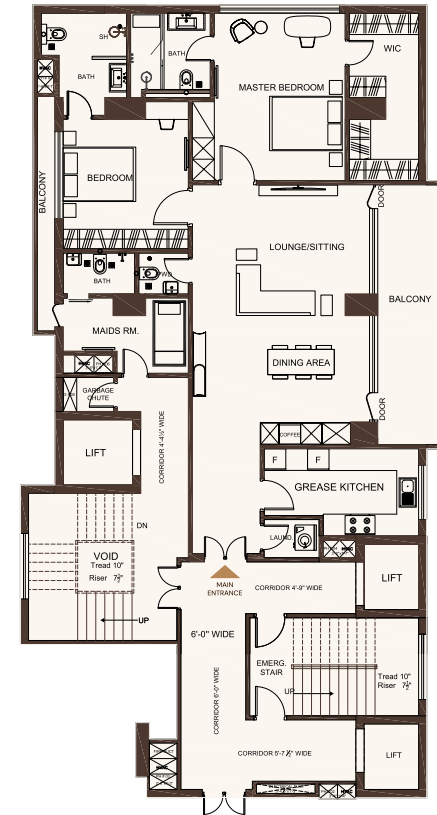 SH
BATH
BATH
WIC
MASTER BEDROOM
BALCONY
BEDROOM
DOOR
LOUNGE/SITTING
BATH
BALCONY
MAIDS RM.
DINING AREA
GARBAGE
CHUTE
DOOR
CORRIDOR 4'-4½" WIDE
COFFEE
LIFT
F
F
GREASE KITCHEN
DN
LAUND.
VOID
Tread 10"
Riser 7½"
MAIN
ENTRANCE
CORRIDOR 4'-9" WIDE
LIFT
UP
6'-0" WIDE
EMERG.
STAIR
Tread 10"
Riser 7½"
UP
CORRIDOR 6'-0" WIDE
CORRIDOR 5'-7½" WIDE
LIFT